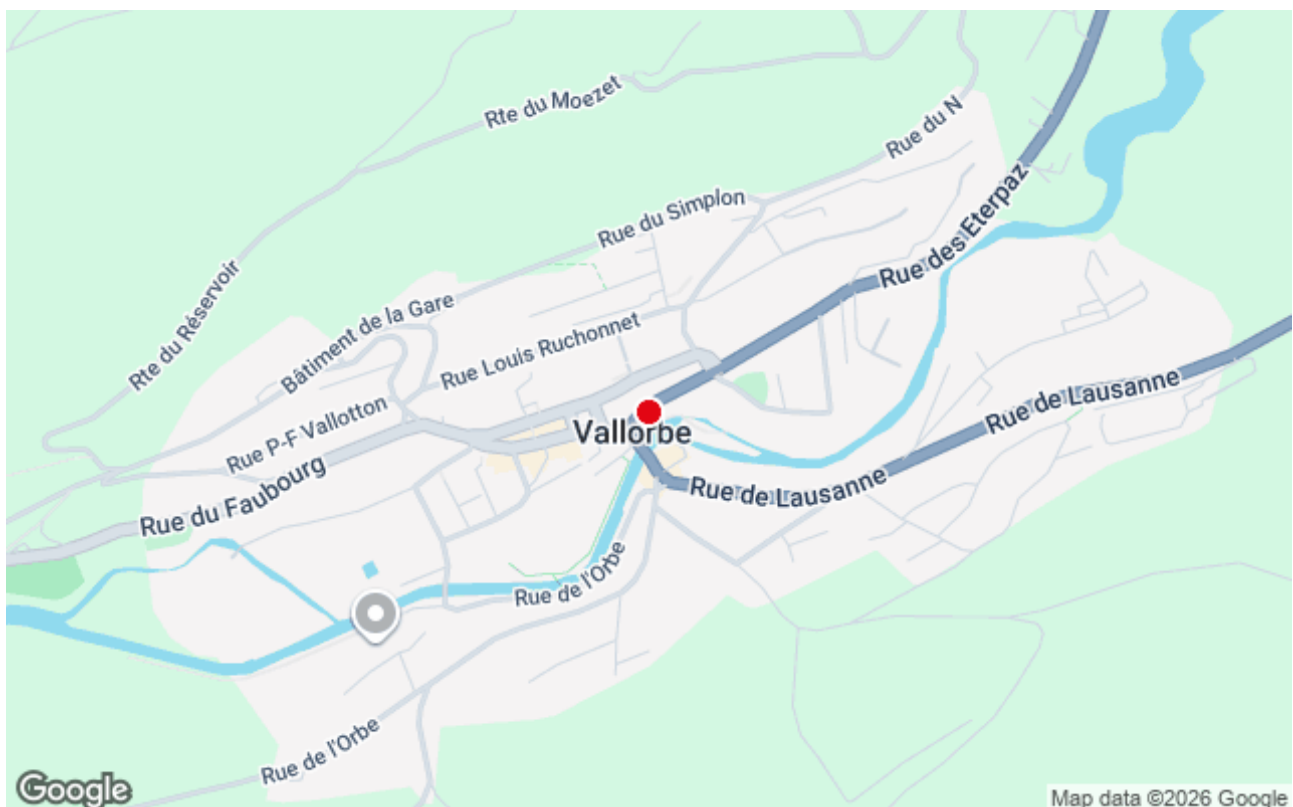 Rte du Moezet
Rue du N
Rue du Simplon
Rue des Eterpaz
Rte du Réservoir
Bâtiment de la Gare
Rue Louis Ruchonnet
Rue P-F Vallotton
Rue de Lausanne
Vallorbe
Rue du Faubourg
Rue de Lausanne
Rue de l'Orbe
Rue de l'Orbe
Google
Map data ©2026 Google